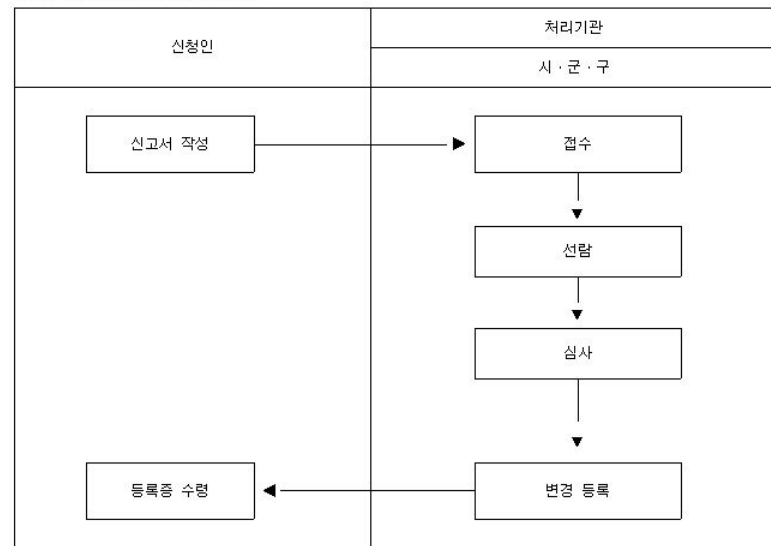 신청인
처리기관
시·군·구
신고서 작성
접수
선람
심사
등록증 수령
변경 등록